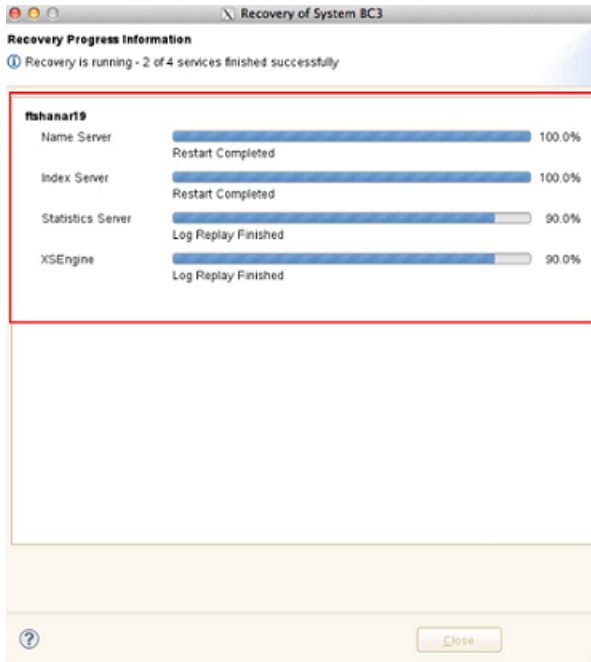 Recovery of System BC3
Recovery Progress Information
Recovery is running - 2 of 4 services finished successfully
ftshanar19
Name Server 100.0%
Restart Completed
Index Server 100.0%
Restart Completed
Statistics Server 90.0%
Log Replay Finished
XSEngine 90.0%
Log Replay Finished
Close